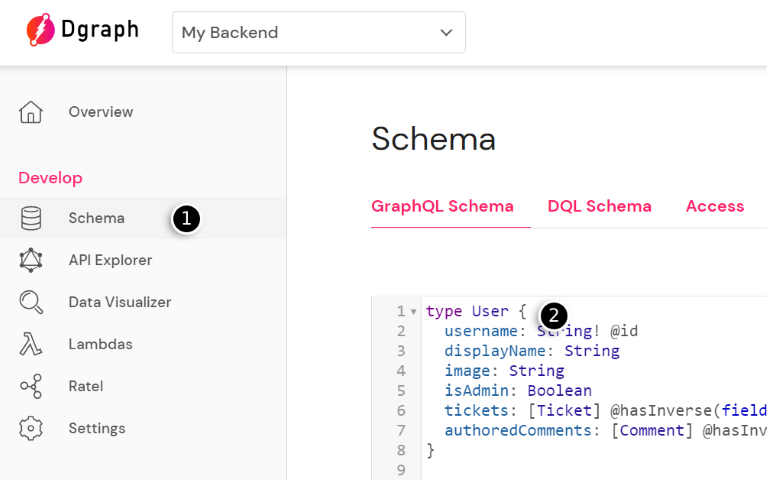 Dgraph
My Backend
Overview
Develop
Schema
1
API Explorer
Data Visualizer
Lambdas
Ratel
Settings
Schema
GraphQL Schema DQL Schema Access
1 type User {
2
2 username: String! @id
3 displayName: String
4 image: String
5 isAdmin: Boolean
6 tickets: [Ticket] @hasInverse(field
7 authoredComments: [Comment] @hasInv
8 }
9